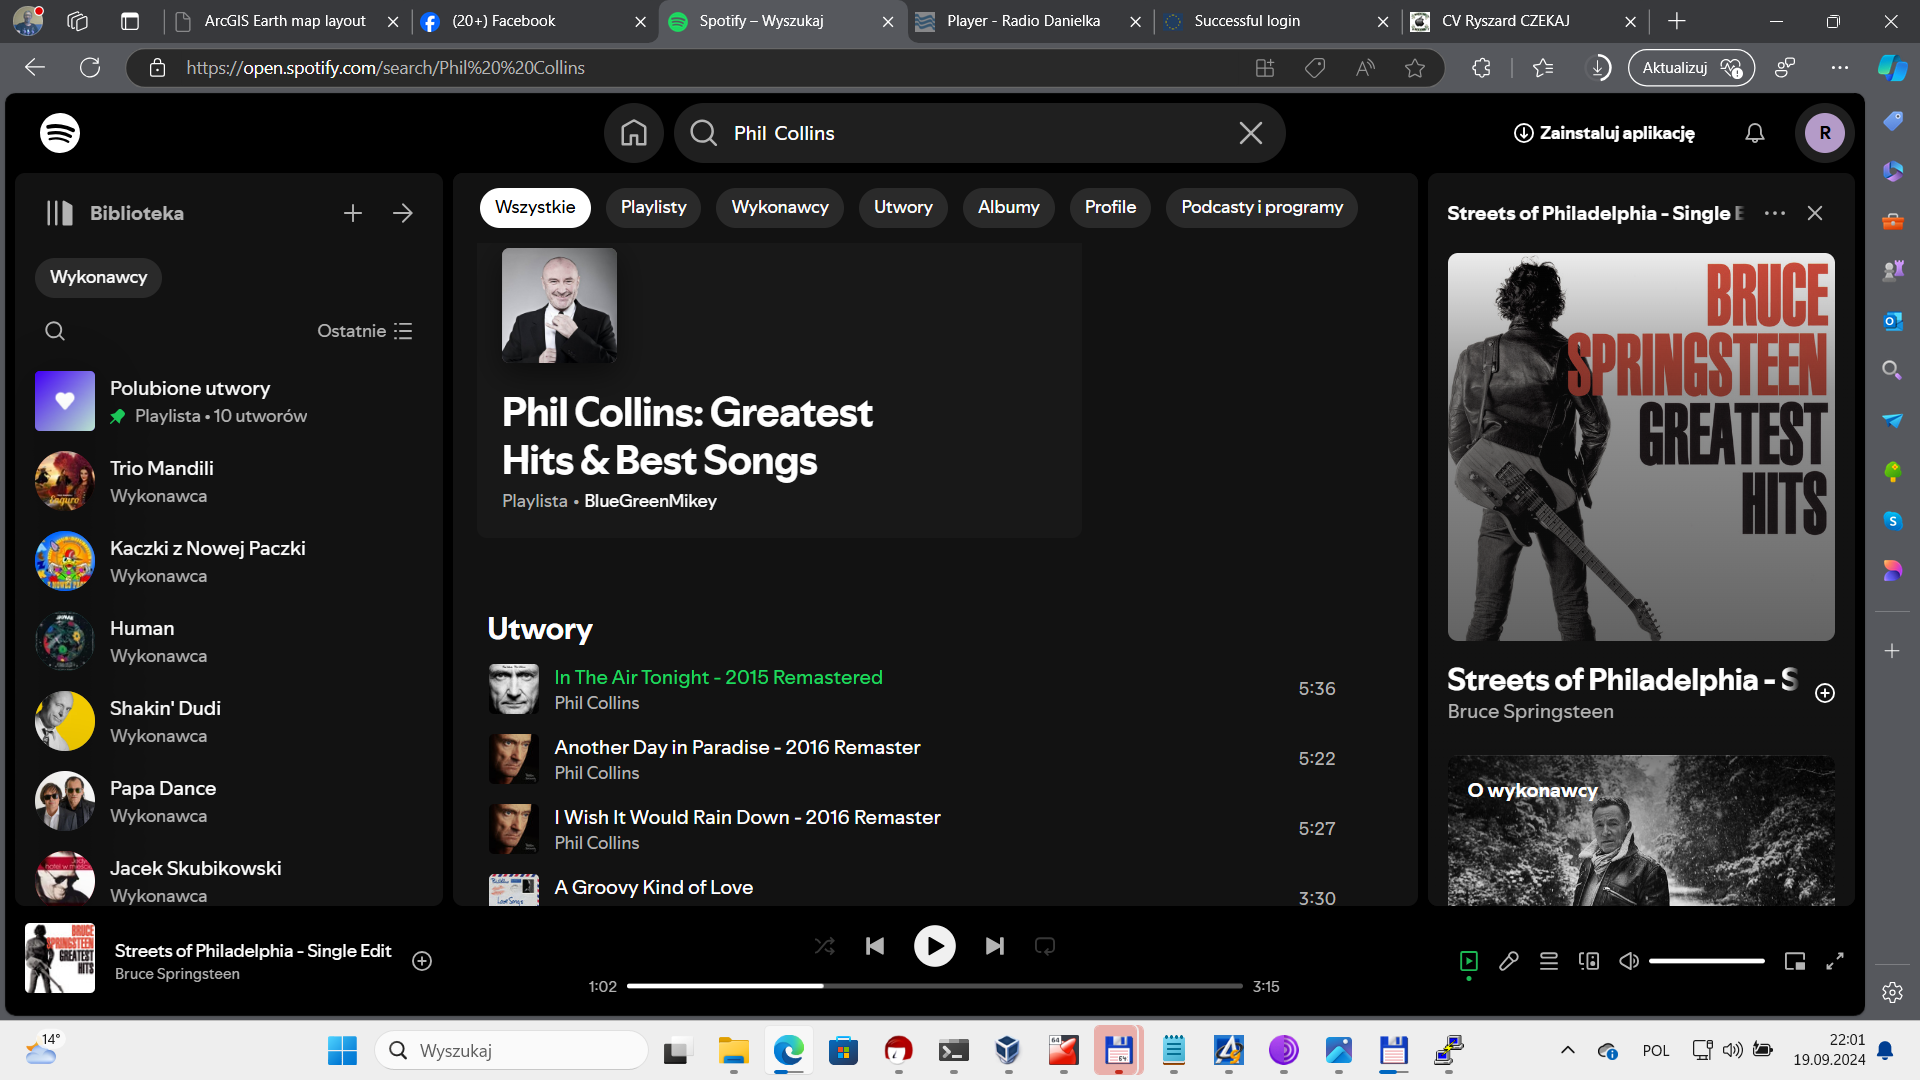 ArcGIS Earth map layout
(20+) Facebook
Spotify – Wyszukaj
Player - Radio Danielka
Successful login
CV Ryszard CZEKAJ
https://open.spotify.com/search/Phil%20%20Collins
Aktualizuj
Phil Collins
Zainstaluj aplikację
R
Biblioteka
Wykonawcy
Ostatnie
Polubione utwory
Playlista • 10 utworów
Trio Mandili
Wykonawca
Kaczki z Nowej Paczki
Wykonawca
Human
Wykonawca
Shakin' Dudi
Wykonawca
Papa Dance
Wykonawca
Jacek Skubikowski
Wykonawca
Wszystkie
Playlisty
Wykonawcy
Utwory
Albumy
Profile
Podcasty i programy
Phil Collins: Greatest
Hits & Best Songs
Playlista • BlueGreenMikey
Utwory
In The Air Tonight - 2015 Remastered
Phil Collins
5:36
Another Day in Paradise - 2016 Remaster
Phil Collins
5:22
I Wish It Would Rain Down - 2016 Remaster
Phil Collins
5:27
A Groovy Kind of Love
3:30
Streets of Philadelphia - Single E
BRUCE
SPRINGSTEEN
GREATEST
HITS
Streets of Philadelphia - S
Bruce Springsteen
O wykonawcy
BRUCE
SPRINGSTEEN
GREATEST
HITS
Streets of Philadelphia - Single Edit
Bruce Springsteen
1:02
3:15
14°
Wyszukaj
64
64
POL
22:01
19.09.2024